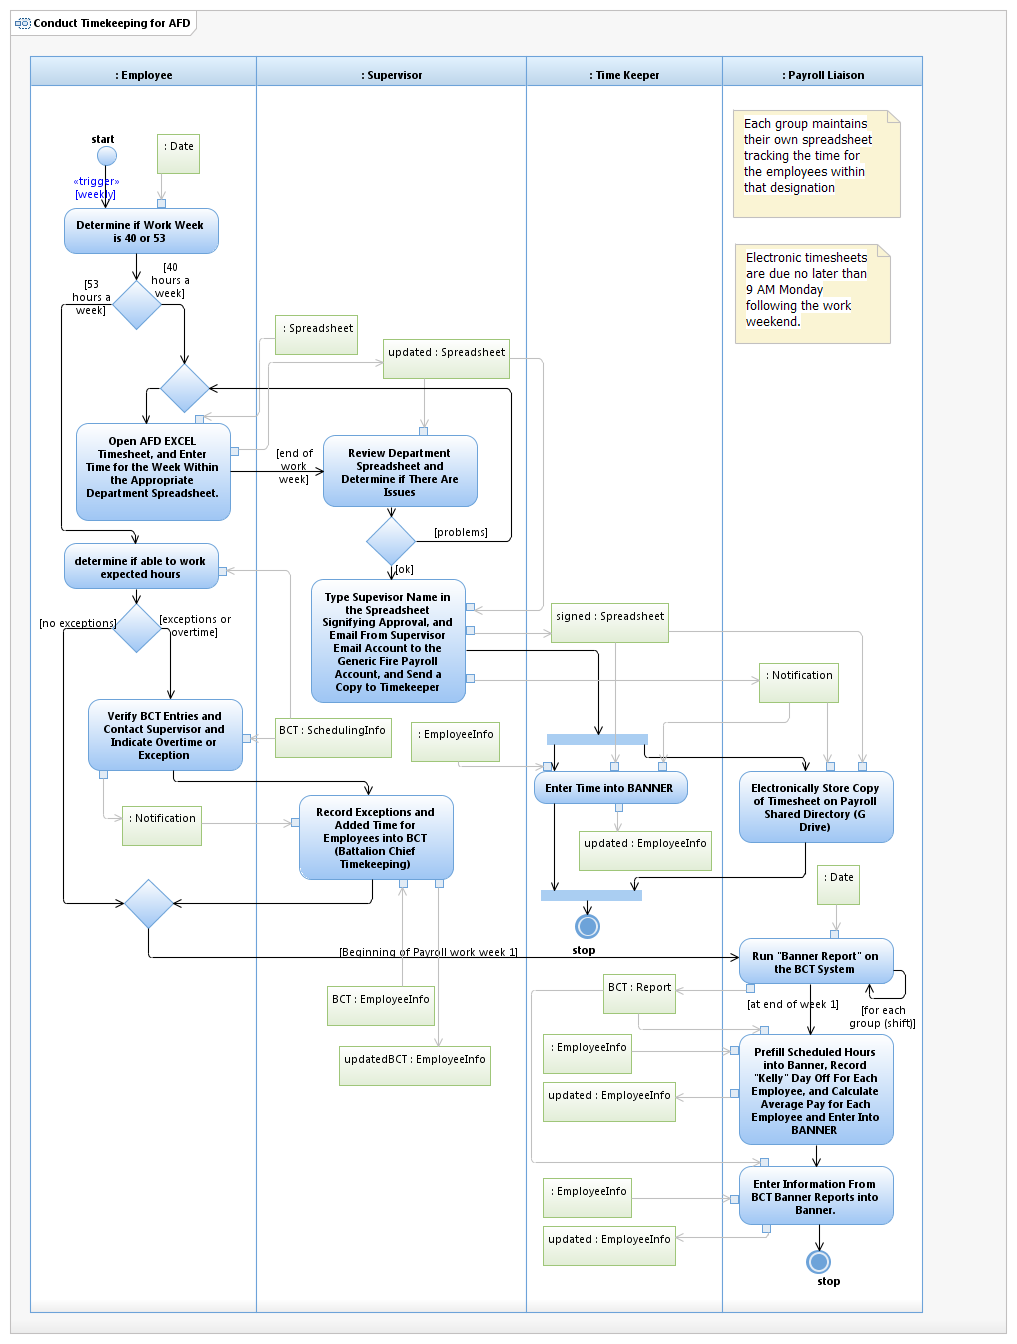 Conduct Timekeeping for AFD
: Employee
: Supervisor
: Time Keeper
: Payroll Liaison
Each group maintains
their own spreadsheet
tracking the time for
the employees within
that designation
start
: Date
«trigger»
[weekly]
Determine if Work Week
is 40 or 53
Electronic timesheets
are due no later than
9 AM Monday
following the work
weekend.
[53
hours a
week]
[40
hours a
week]
: Spreadsheet
updated : Spreadsheet
Open AFD EXCEL
Timesheet, and Enter
Time for the Week Within
the Appropriate
Department Spreadsheet.
[end of
work
week]
Review Department
Spreadsheet and
Determine if There Are
Issues
[problems]
[ok]
determine if able to work
expected hours
Type Supevisor Name in
the Spreadsheet
Signifying Approval, and
Email From Supervisor
Email Account to the
Generic Fire Payroll
Account, and Send a
Copy to Timekeeper
signed : Spreadsheet
[no exceptions]
[exceptions or
overtime]
: Notification
Verify BCT Entries and
Contact Supervisor and
Indicate Overtime or
Exception
BCT : SchedulingInfo
: EmployeeInfo
Enter Time into BANNER
Electronically Store Copy
of Timesheet on Payroll
Shared Directory (G
Drive)
: Notification
Record Exceptions and
Added Time for
Employees into BCT
(Battalion Chief
Timekeeping)
updated : EmployeeInfo
: Date
stop
[Beginning of Payroll work week 1]
Run "Banner Report" on
the BCT System
BCT : EmployeeInfo
BCT : Report
[at end of week 1]
[for each
group (shift)]
updatedBCT : EmployeeInfo
: EmployeeInfo
Prefill Scheduled Hours
into Banner, Record
"Kelly" Day Off For Each
Employee, and Calculate
Average Pay for Each
Employee and Enter Into
BANNER
updated : EmployeeInfo
: EmployeeInfo
Enter Information From
BCT Banner Reports into
Banner.
updated : EmployeeInfo
stop